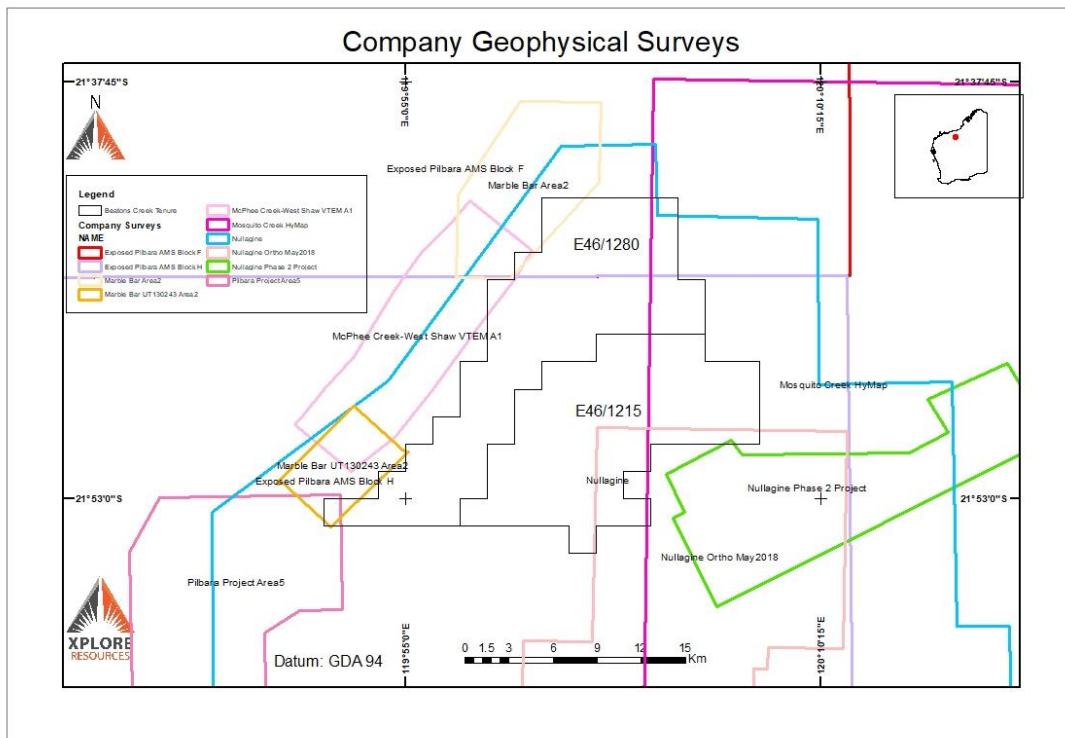 Company Geophysical Surveys
21°37'45"S
119°55'0"E
120°10'15"E
21°37'45"S
N
Exposed Pilbara AMS Block F
Marble Bar Area2
Legend
Beatons Creek Tenure
Company Surveys
NAME
Exposed Pilbara AMS Block F
Exposed Pilbara AMS Block H
Marble Bar Area2
Marble Bar UT130243 Area2
McPhee Creek-West Shaw VTEM A1
Mosquito Creek HyMap
Nullagine
Nullagine Ortho May2018
Nullagine Phase 2 Project
Pilbara Project Area5
E46/1280
McPhee Creek-West Shaw VTEM A1
Mosquito Creek HyMap
E46/1215
Marble Bar UT130243 Area2
Exposed Pilbara AMS Block H
Nullagine
Nullagine Phase 2 Project
21°53'0"S
21°53'0"S
Nullagine Ortho May2018
Pilbara Project Area5
XPLORE
RESOURCES
Datum: GDA 94
119°55'0"E
0 1.5 3 6 9 12 15
Km
120°10'15"E